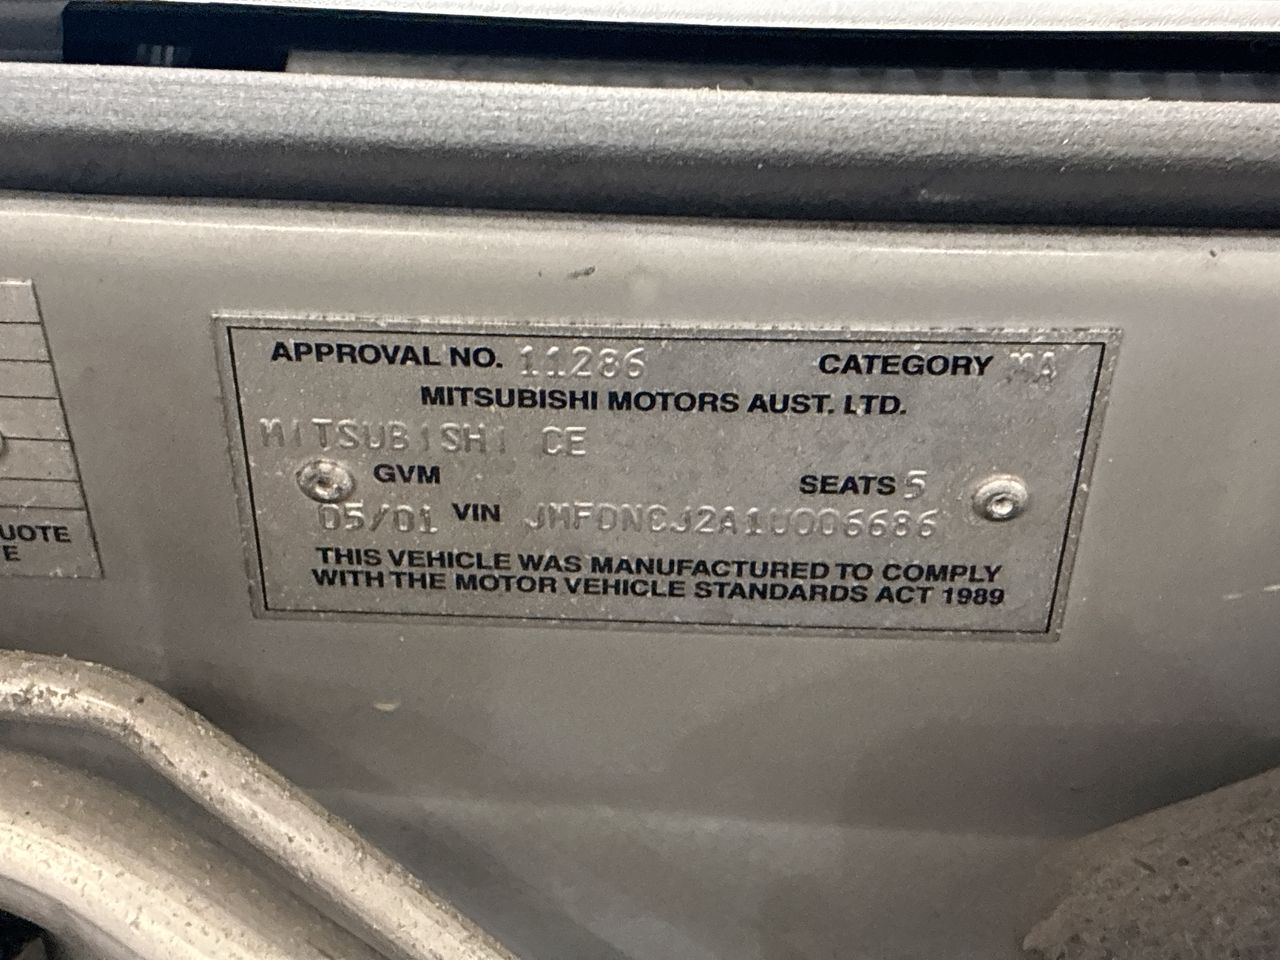 APPROVAL NO. 11286 CATEGORY MA
MITSUBISHI MOTORS AUST. LTD.
MITSUBISHI CE
GVM SEATS 5
05/01 VIN JMFDNCJ2A1U006686
THIS VEHICLE WAS MANUFACTURED TO COMPLY
WITH THE MOTOR VEHICLE STANDARDS ACT 1989
UOTE
E